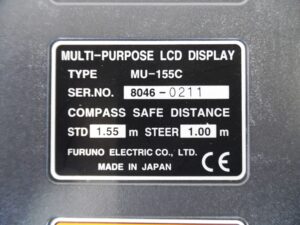 MULTI-PURPOSE LCD DISPLAY
TYPE MU-155C
SER.NO. 8046-0211
COMPASS SAFE DISTANCE
STD 1.55 m STEER 1.00 m
FURUNO ELECTRIC CO., LTD.
MADE IN JAPAN CE